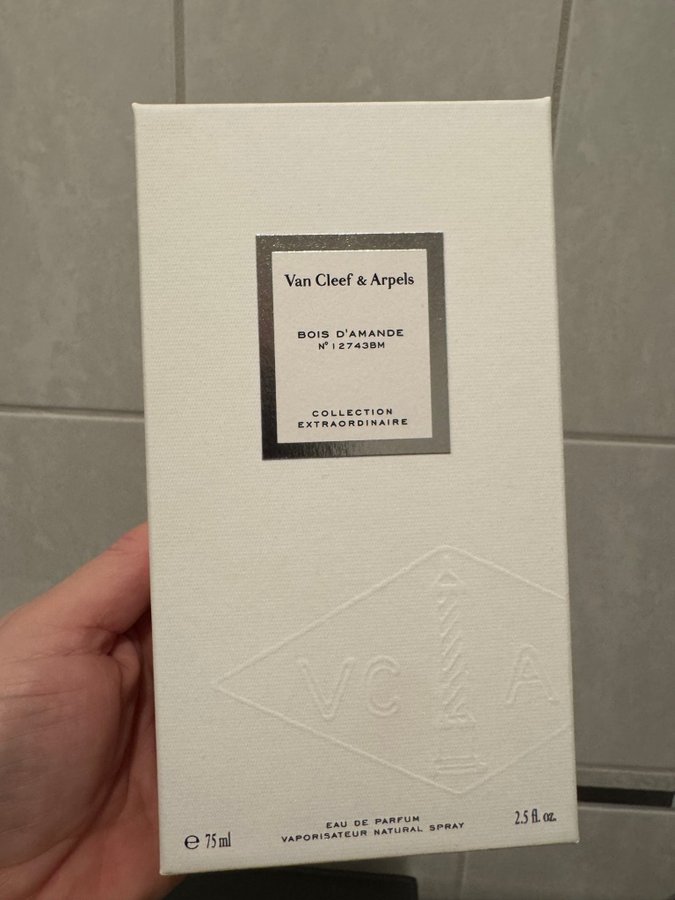 Van Cleef & Arpels
BOIS D'AMANDE
N° 12743BM
COLLECTION
EXTRAORDINAIRE
VC A
EAU DE PARFUM
VAPORISATEUR NATURAL SPRAY
℮ 75 ml
2.5 fl. oz.